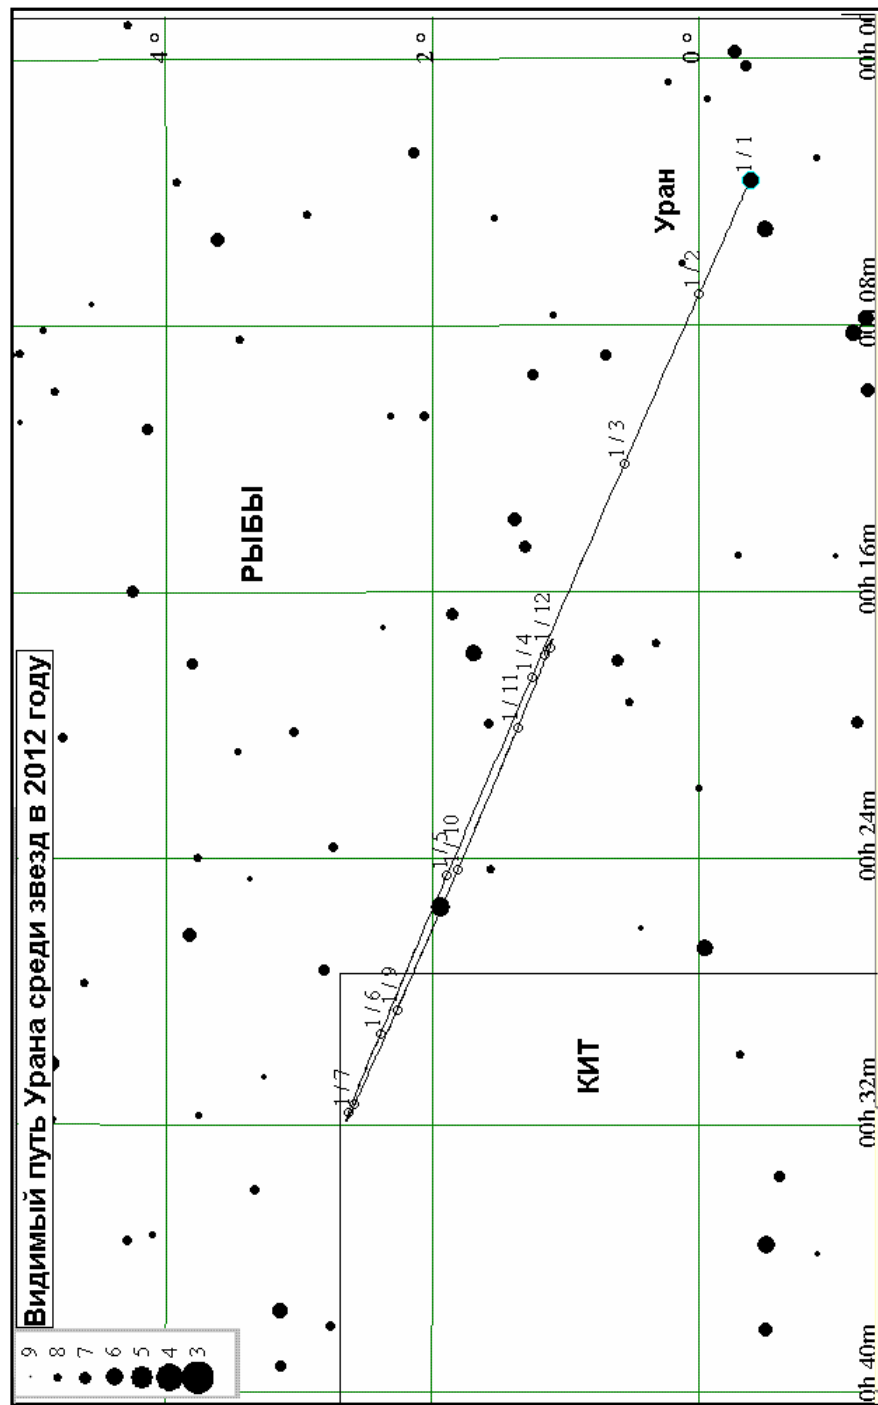 Видимый путь Урана среди звезд в 2012 году
9
8
7
6
5
4
3
4°
РЫБЫ
1 / 7
1 / 6
1 / 9
2°
1 / 5
1 / 10
1 / 11
1 / 4
1 / 12
КИТ
1 / 3
Уран
1 / 2
0°
1 / 1
0h 40m
00h 32m
00h 24m
00h 16m
00h 08m
00h 0